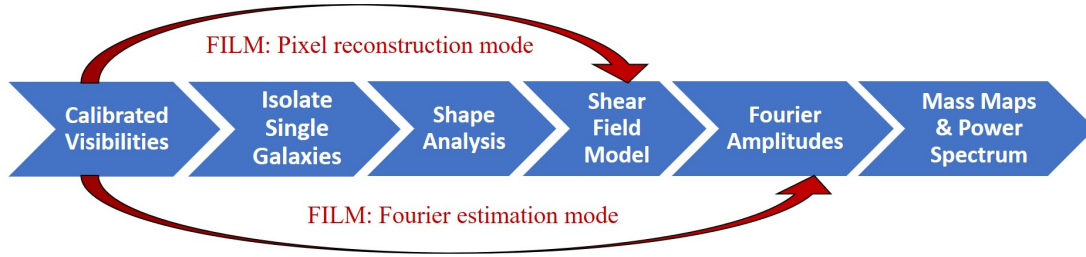 FILM: Pixel reconstruction mode
Calibrated
Visibilities
Isolate
Single
Galaxies
Shape
Analysis
Shear
Field
Model
Fourier
Amplitudes
Mass Maps
& Power
Spectrum
FILM: Fourier estimation mode